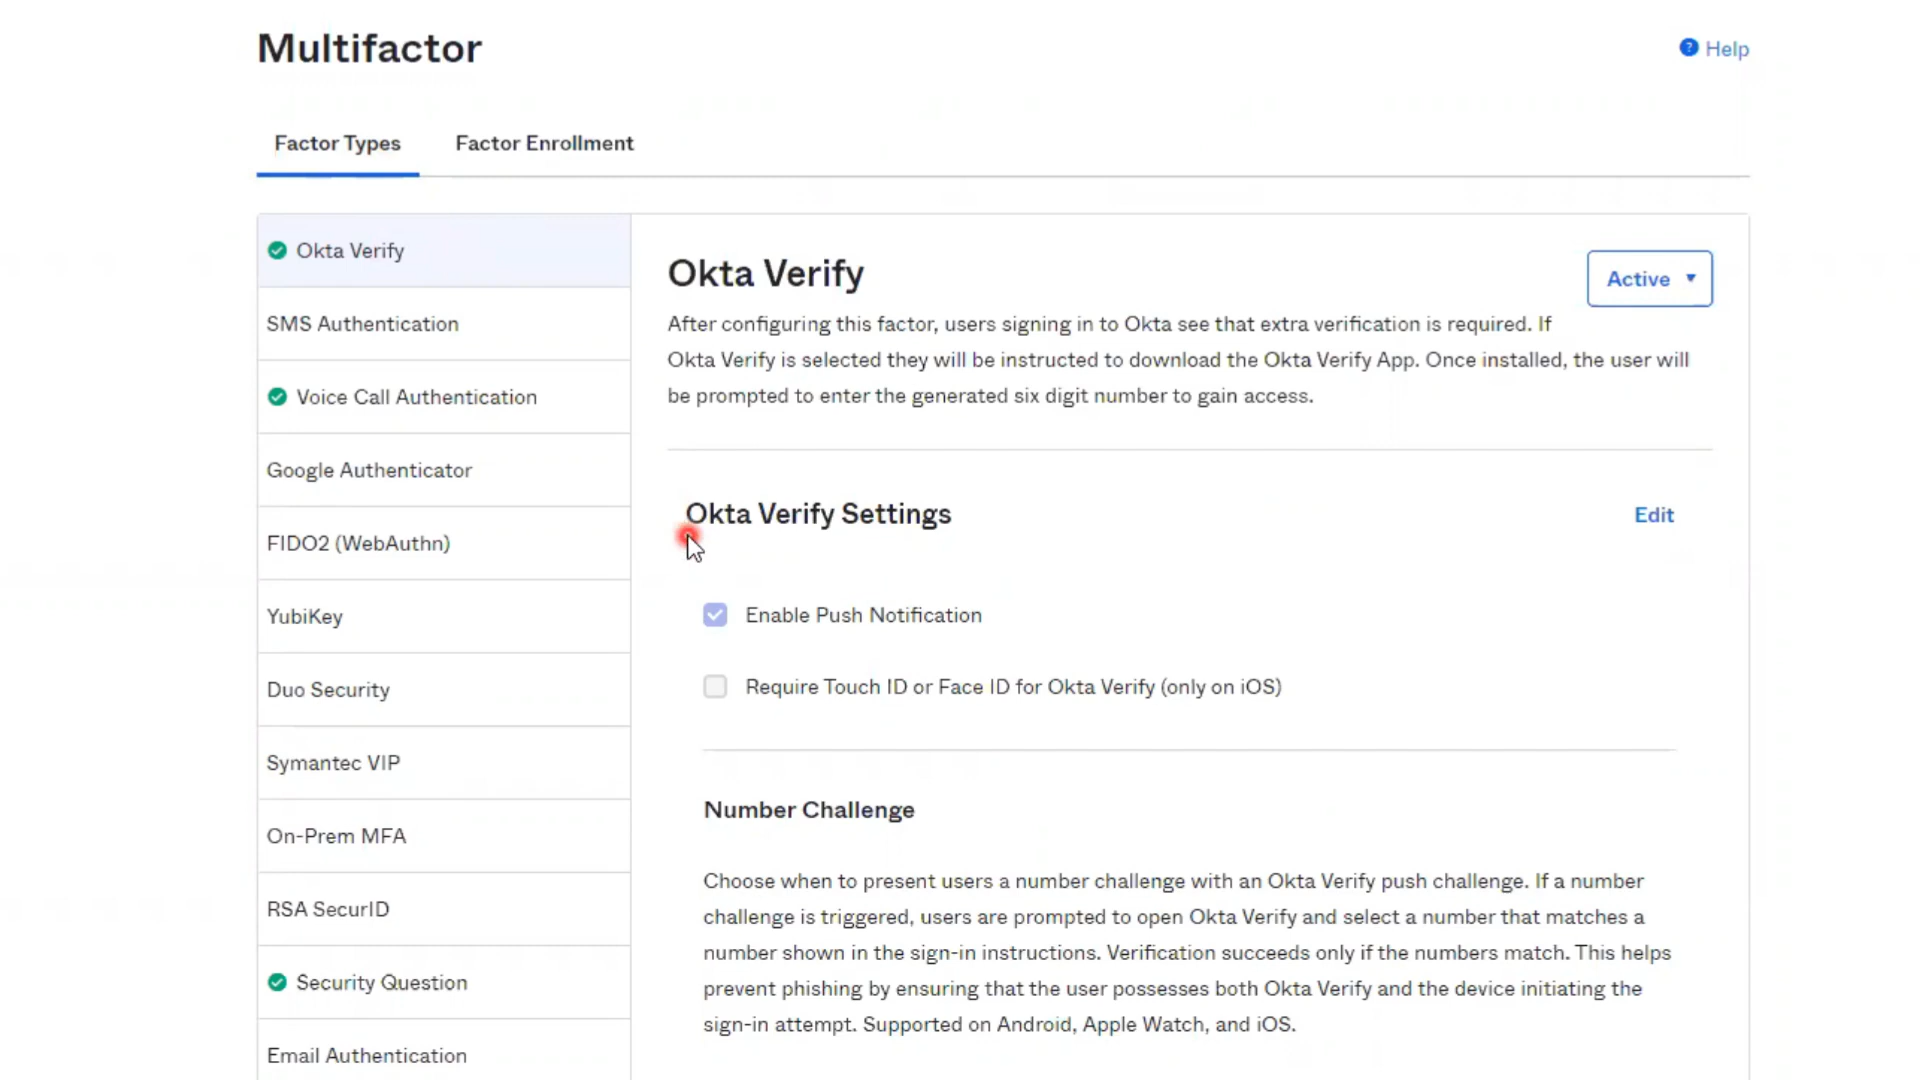 Multifactor
Help
Factor Types
Factor Enrollment
Okta Verify
SMS Authentication
Voice Call Authentication
Google Authenticator
FIDO2 (WebAuthn)
YubiKey
Duo Security
Symantec VIP
On-Prem MFA
RSA SecurID
Security Question
Email Authentication
Okta Verify
Active
After configuring this factor, users signing in to Okta see that extra verification is required. If
Okta Verify is selected they will be instructed to download the Okta Verify App. Once installed, the user will
be prompted to enter the generated six digit number to gain access.
Okta Verify Settings
Edit
Enable Push Notification
Require Touch ID or Face ID for Okta Verify (only on iOS)
Number Challenge
Choose when to present users a number challenge with an Okta Verify push challenge. If a number
challenge is triggered, users are prompted to open Okta Verify and select a number that matches a
number shown in the sign-in instructions. Verification succeeds only if the numbers match. This helps
prevent phishing by ensuring that the user possesses both Okta Verify and the device initiating the
sign-in attempt. Supported on Android, Apple Watch, and iOS.